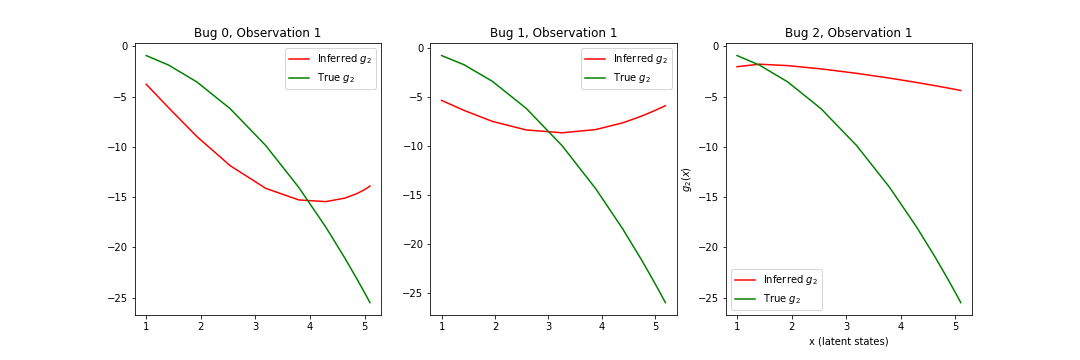 Bug 0, Observation 1
Inferred g₂
True g₂
0
−5
−10
−15
−20
−25
1 2 3 4 5
Bug 1, Observation 1
Inferred g₂
True g₂
0
−5
−10
−15
−20
−25
1 2 3 4 5
Bug 2, Observation 1
g₂(x)
0
−5
−10
−15
−20
−25
Inferred g₂
True g₂
1 2 3 4 5
x (latent states)